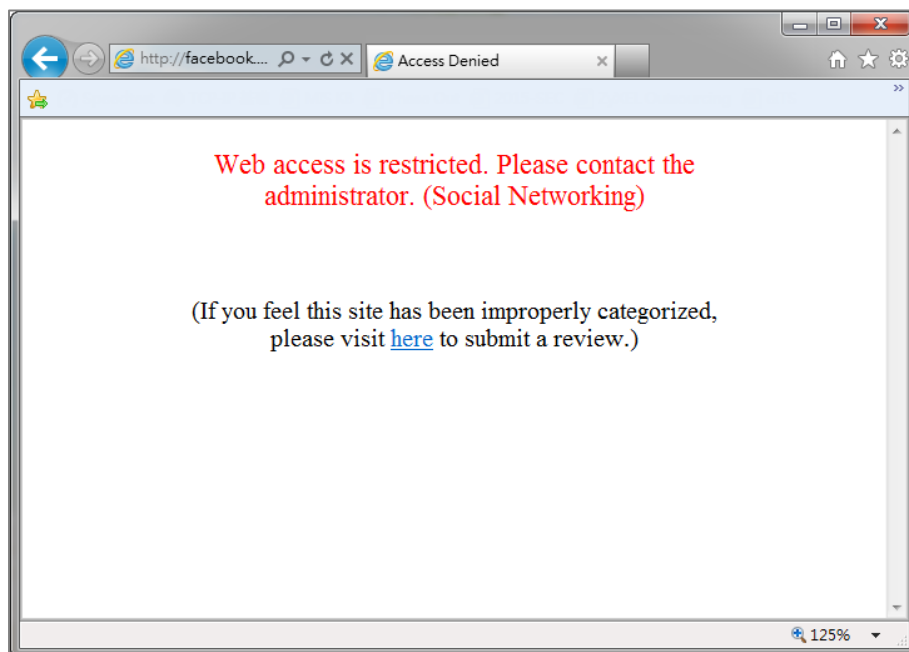 http://facebook.... Access Denied
Web access is restricted. Please contact the
administrator. (Social Networking)
(If you feel this site has been improperly categorized,
please visit here to submit a review.)
125%